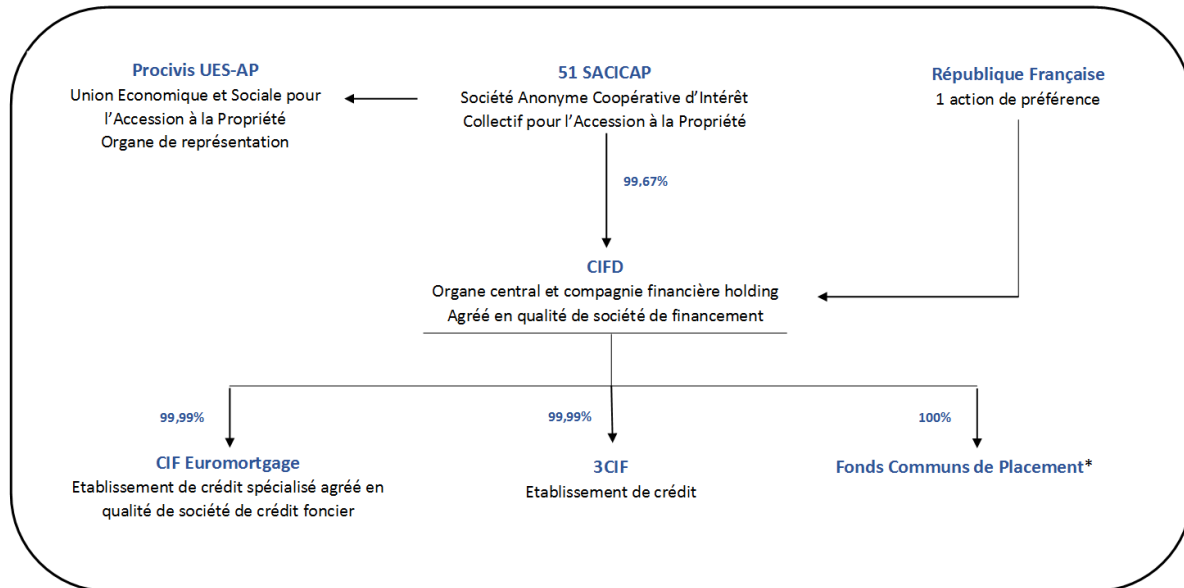 Procivis UES-AP
Union Economique et Sociale pour
l'Accession à la Propriété
Organe de représentation
51 SACICAP
Société Anonyme Coopérative d'Intérêt
Collectif pour l'Accession à la Propriété
République Française
1 action de préférence
99,67%
CIFD
Organe central et compagnie financière holding
Agréé en qualité de société de financement
99,99%
99,99%
100%
CIF Euromortgage
Etablissement de crédit spécialisé agréé en
qualité de société de crédit foncier
3CIF
Etablissement de crédit
Fonds Communs de Placement*